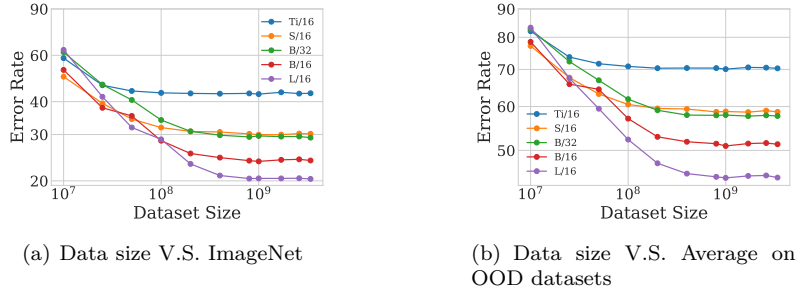 90
60
40
30
20
Error Rate
10^7
10^8
10^9
Dataset Size
Ti/16
S/16
B/32
B/16
L/16
(a) Data size V.S. ImageNet
90
80
70
60
50
Error Rate
10^7
10^8
10^9
Dataset Size
Ti/16
S/16
B/32
B/16
L/16
(b) Data size V.S. Average on
OOD datasets